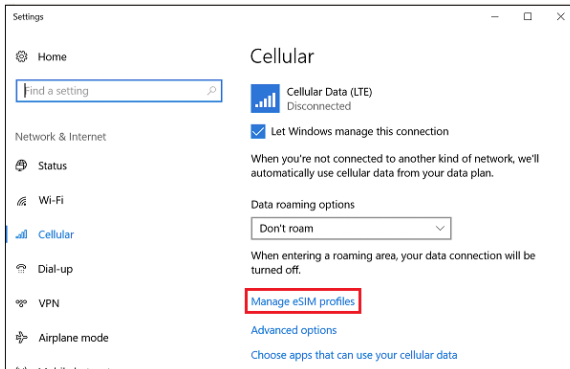 Settings
Home
Find a setting
Network & Internet
Status
Wi-Fi
Cellular
Dial-up
VPN
Airplane mode
Cellular
Cellular Data (LTE)
Disconnected
Let Windows manage this connection
When you're not connected to another kind of network, we'll
automatically use cellular data from your data plan.
Data roaming options
Don't roam
When entering a roaming area, your data connection will be
turned off.
Manage eSIM profiles
Advanced options
Choose apps that can use your cellular data